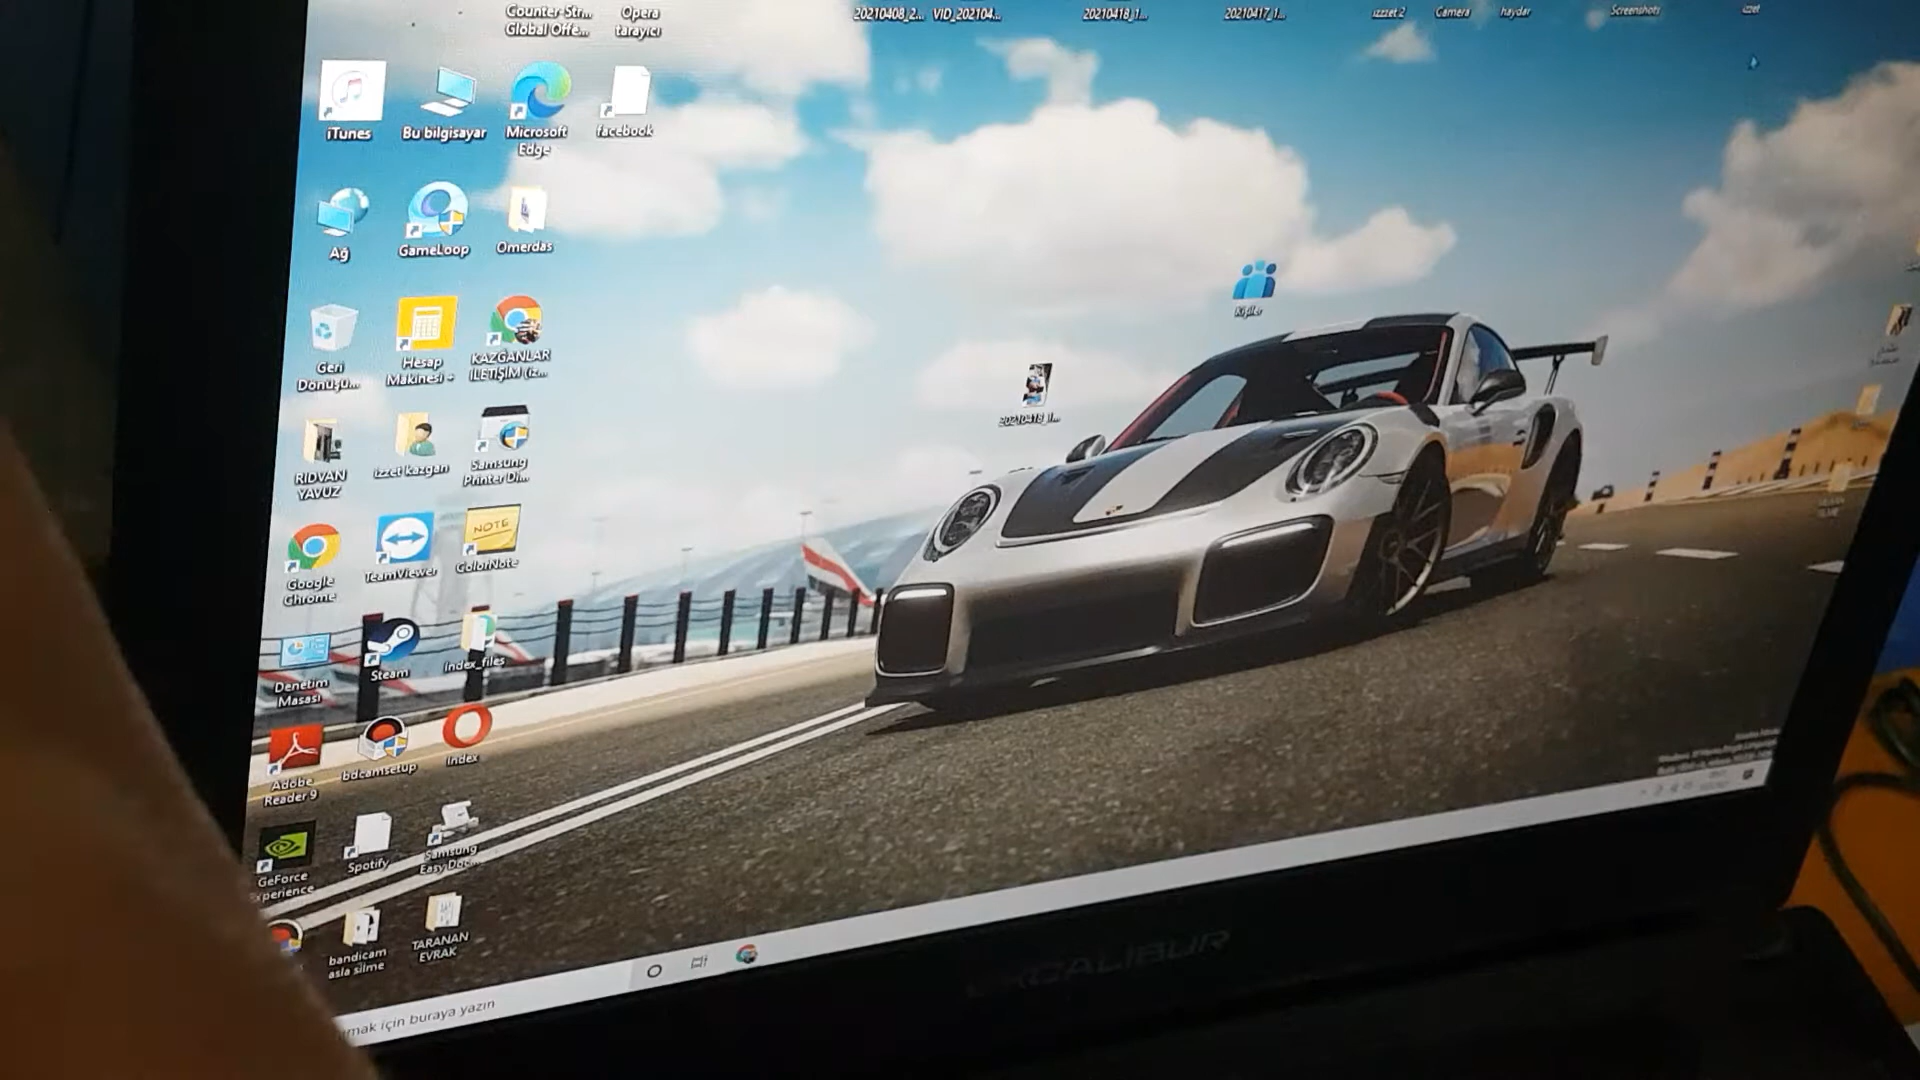 Counter-Str...
Global Offe...
Opera
tarayıcı
20210408_2...
VID_202104...
20210418_1...
20210417_1...
izzzet 2
Camera
haydar
Screenshots
izzet
iTunes
Bu bilgisayar
Microsoft
Edge
facebook
Ağ
GameLoop
Omerdas
Kişiler
Geri
Dönüşü...
Hesap
Makinesi +
KAZGANLAR
İLETİŞİM (iz...
20210418_1...
RIDVAN
YAVUZ
izzet kazgan
Samsung
Printer Di...
Google
Chrome
TeamViewer
NOTE
ColorNote
Denetim
Masası
Steam
index_files
Adobe
Reader 9
bdcamsetup
Index
GeForce
Experience
Spotify
Samsung
Easy Doc...
bandicam
asla silme
TARANAN
EVRAK
mak için buraya yazın
EXCALIBUR